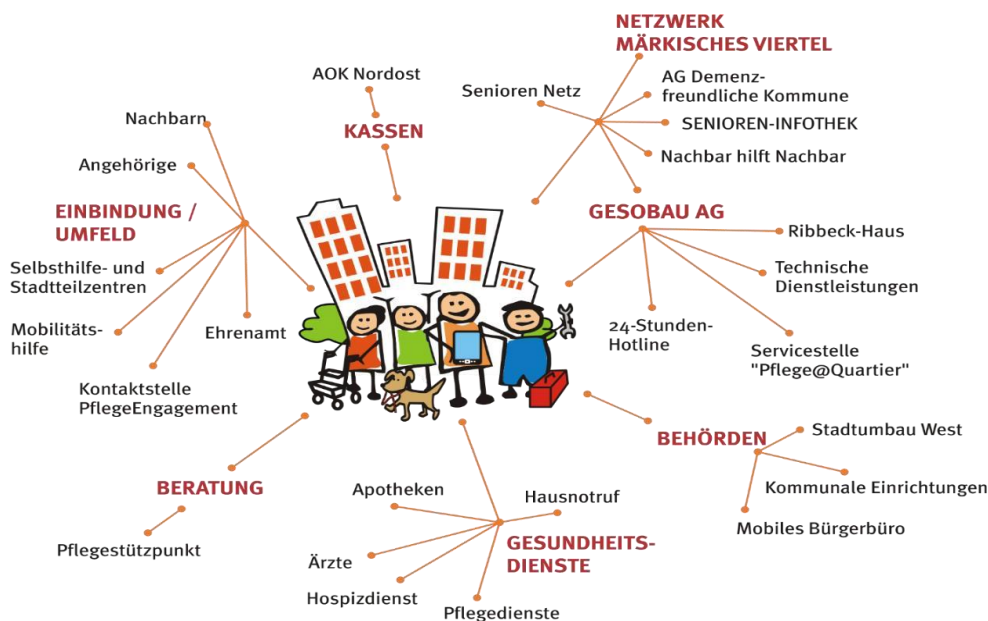 NETZWERK
MÄRKISCHES VIERTEL
Senioren Netz
AG Demenz-
freundliche Kommune
SENIOREN-INFOTHEK
Nachbar hilft Nachbar
AOK Nordost
KASSEN
Nachbarn
Angehörige
EINBINDUNG /
UMFELD
Selbsthilfe- und
Stadtteilzentren
Mobilitäts-
hilfe
Ehrenamt
Kontaktstelle
PflegeEngagement
GESOBAU AG
Ribbeck-Haus
Technische
Dienstleistungen
24-Stunden-
Hotline
Servicestelle
"Pflege@Quartier"
BEHÖRDEN
Stadtumbau West
Kommunale Einrichtungen
Mobiles Bürgerbüro
BERATUNG
Pflegestützpunkt
Apotheken
Hausnotruf
GESUNDHEITS-
DIENSTE
Ärzte
Hospizdienst
Pflegedienste